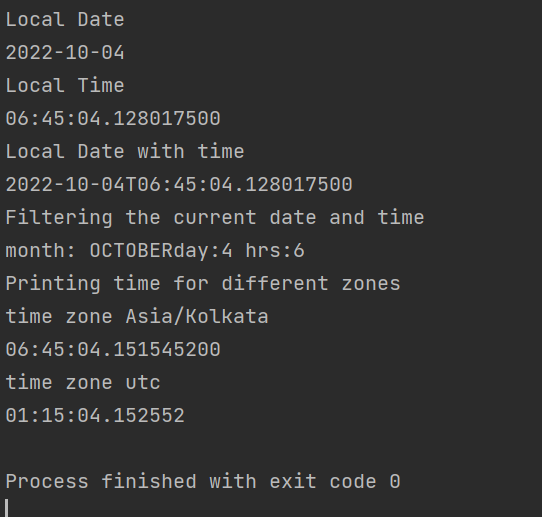 Local Date
2022-10-04
Local Time
06:45:04.128017500
Local Date with time
2022-10-04T06:45:04.128017500
Filtering the current date and time
month: OCTOBERday:4 hrs:6
Printing time for different zones
time zone Asia/Kolkata
06:45:04.151545200
time zone utc
01:15:04.152552
Process finished with exit code 0